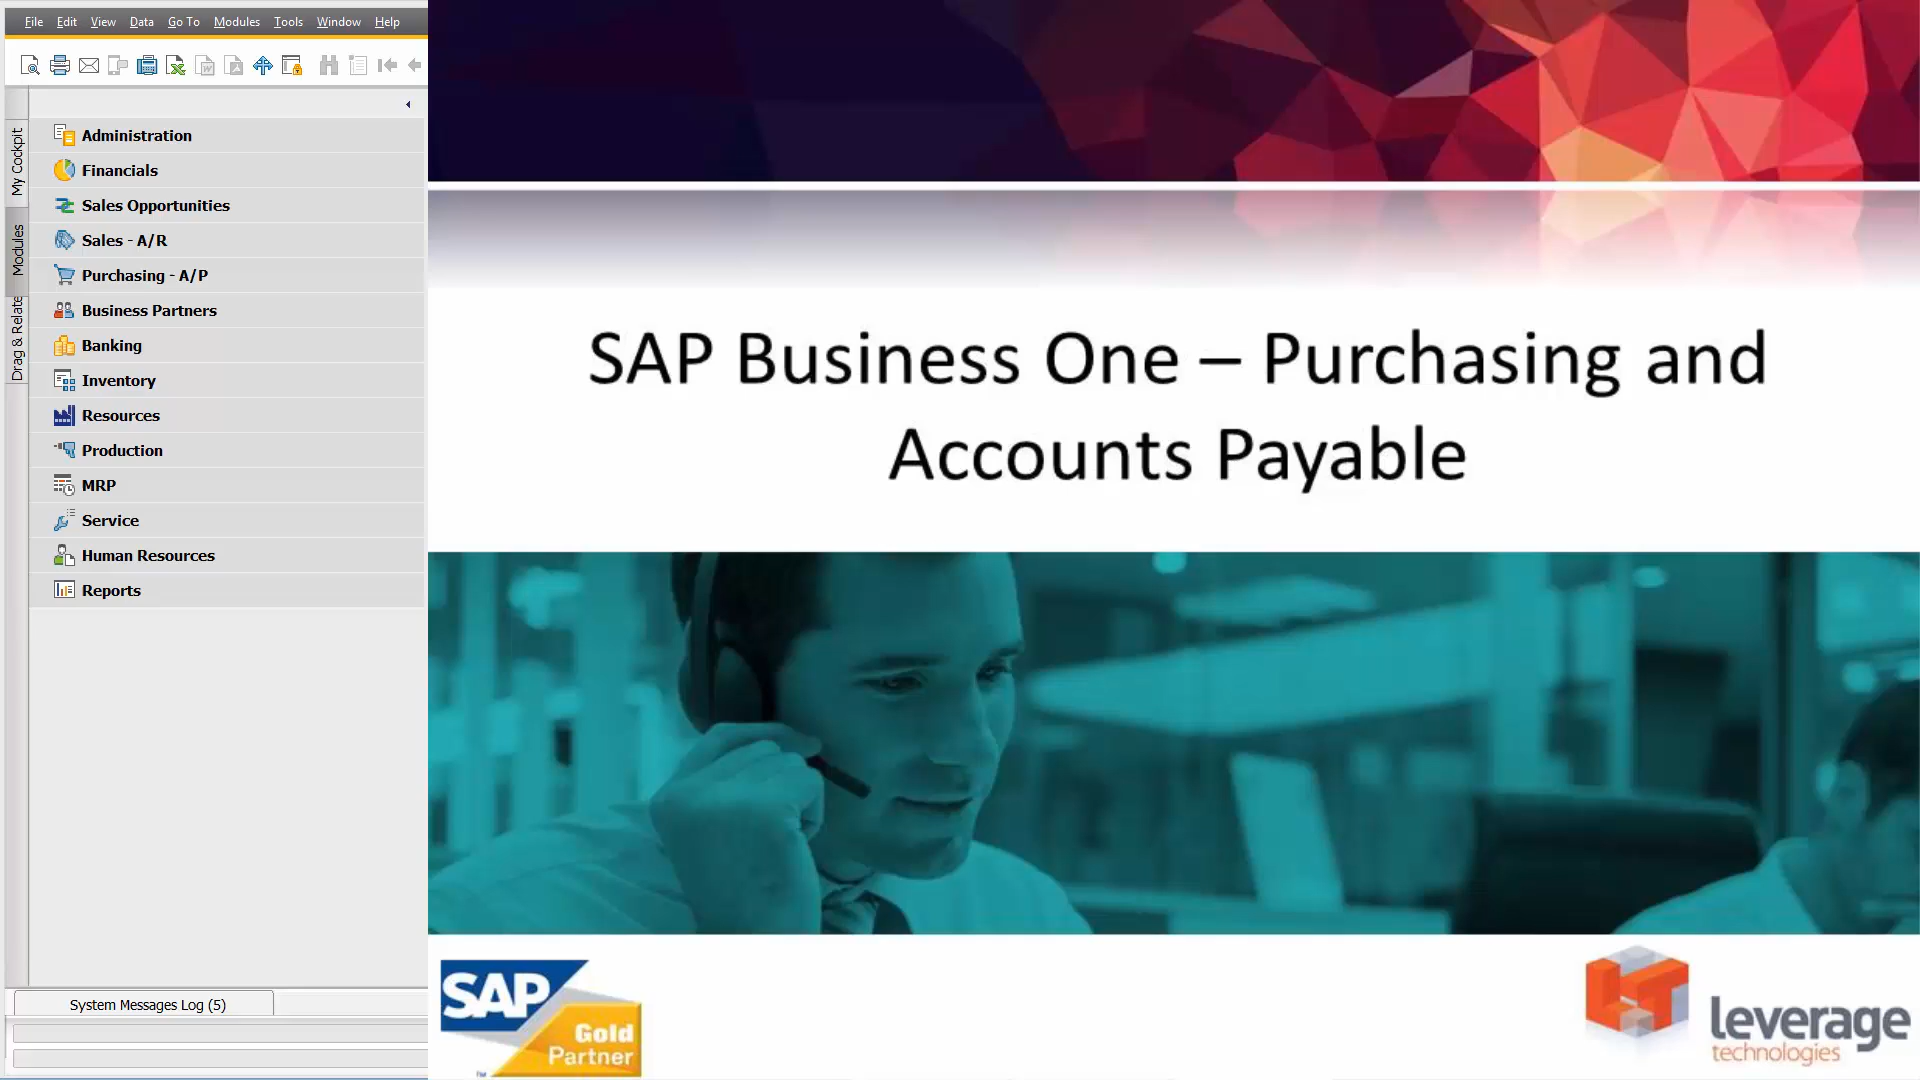 File Edit View Data Go To Modules Tools Window Help
My Cockpit
Modules
Drag & Relate
Administration
Financials
Sales Opportunities
Sales - A/R
Purchasing - A/P
Business Partners
Banking
Inventory
Resources
Production
MRP
Service
Human Resources
Reports
System Messages Log (5)
SAP Business One – Purchasing and
Accounts Payable
SAP
Gold
Partner
™
leverage
technologies